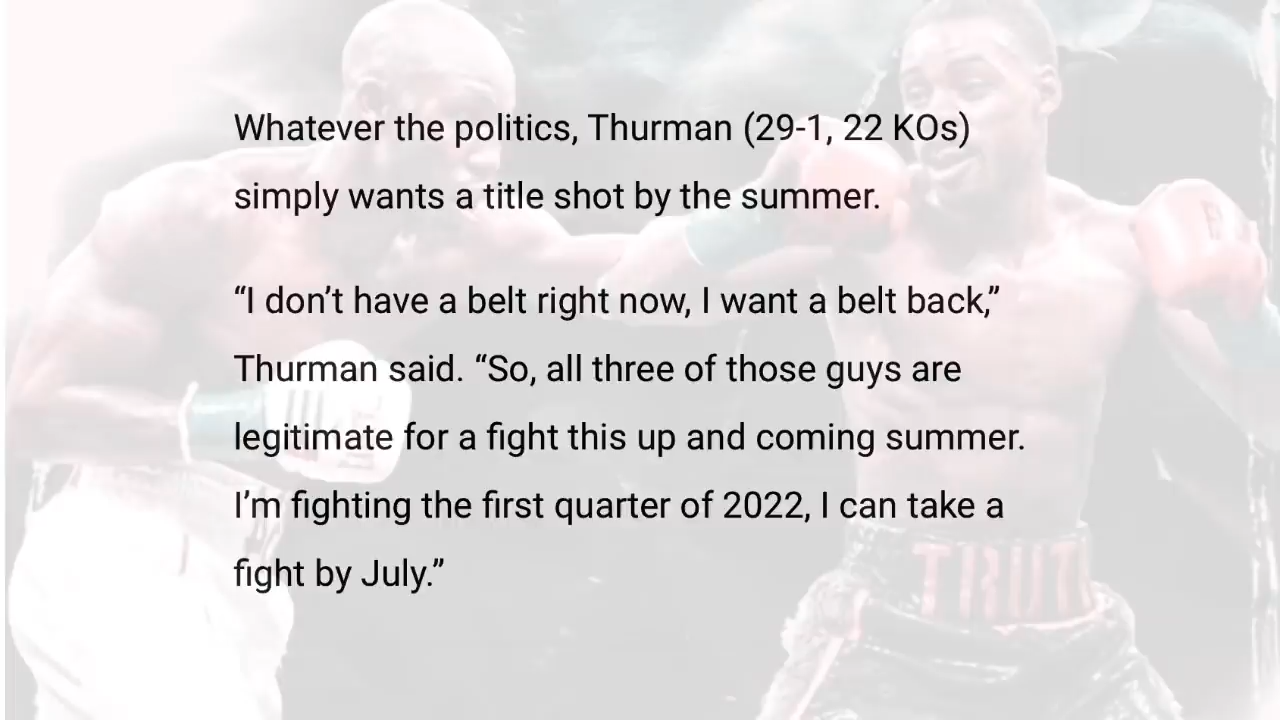 Whatever the politics, Thurman (29-1, 22 KOs)
simply wants a title shot by the summer.
“I don’t have a belt right now, I want a belt back,”
Thurman said. “So, all three of those guys are
legitimate for a fight this up and coming summer.
I’m fighting the first quarter of 2022, I can take a
fight by July.”
TRUT